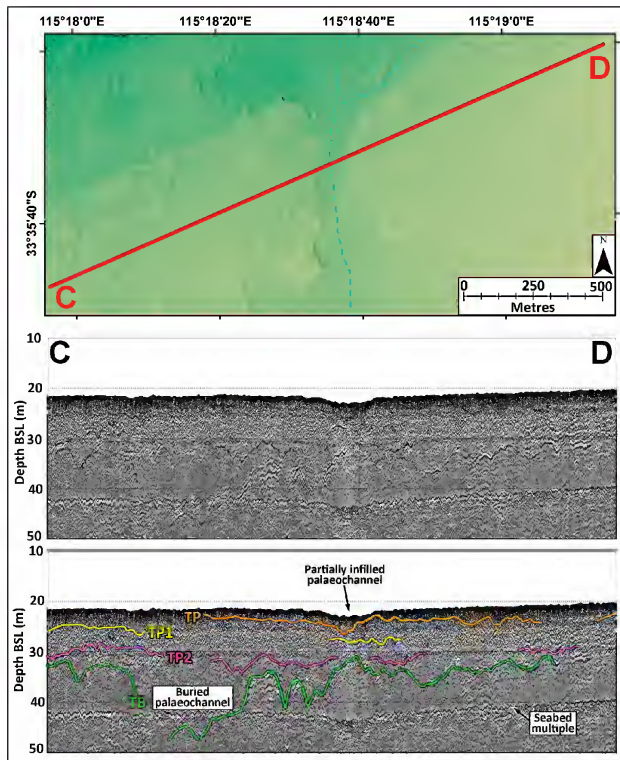 115°18'0"E 115°18'20"E 115°18'40"E 115°19'0"E
33°35'40"S
D
C
N
0 250 500
Metres
10
C D
20
30
40
50
Depth BSL (m)
10
Partially infilled
palaeochannel
20
TP
TP1
30
TP2
Buried
palaeochannel
TB
40
Seabed
multiple
50
Depth BSL (m)